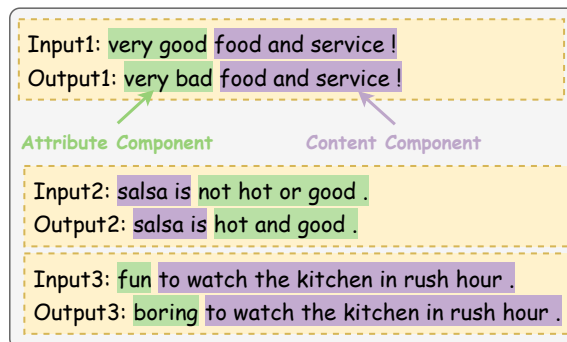 Input1: very good food and service !
Output1: very bad food and service !
Attribute Component Content Component
Input2: salsa is not hot or good .
Output2: salsa is hot and good .
Input3: fun to watch the kitchen in rush hour .
Output3: boring to watch the kitchen in rush hour .